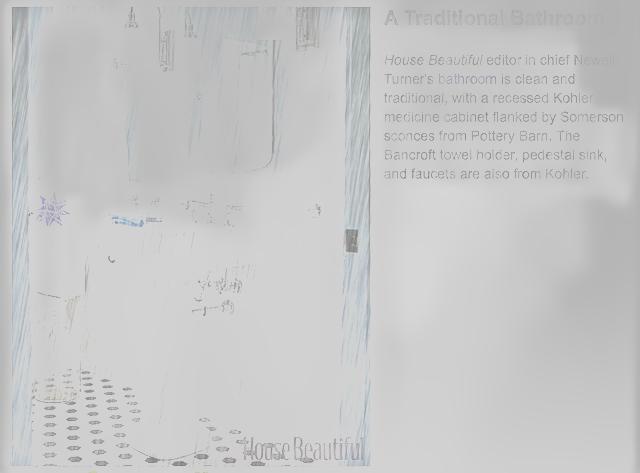 A Traditional Bathroom
House Beautiful editor in chief Newell
Turner's bathroom is clean and
traditional, with a recessed Kohler
medicine cabinet flanked by Somerson
sconces from Pottery Barn. The
Bancroft towel holder, pedestal sink,
and faucets are also from Kohler.
House Beautiful